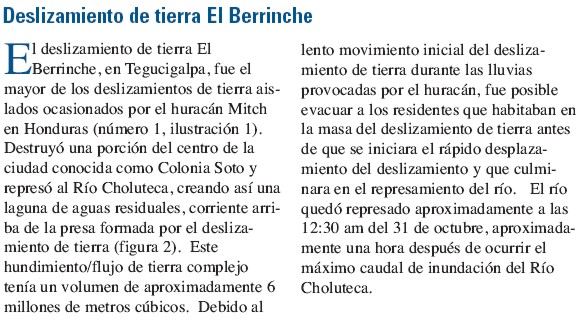 Deslizamiento de tierra El Berrinche
El deslizamiento de tierra El
Berrinche, en Tegucigalpa, fue el
mayor de los deslizamientos de tierra ais-
lados ocasionados por el huracán Mitch
en Honduras (número 1, ilustración 1).
Destruyó una porción del centro de la
ciudad conocida como Colonia Soto y
represó al Río Choluteca, creando así una
laguna de aguas residuales, corriente arri-
ba de la presa formada por el desliza-
miento de tierra (figura 2).  Este
hundimiento/flujo de tierra complejo
tenía un volumen de aproximadamente 6
millones de metros cúbicos.  Debido al
lento movimiento inicial del desliza-
miento de tierra durante las lluvias
provocadas por el huracán, fue posible
evacuar a los residentes que habitaban en
la masa del deslizamiento de tierra antes
de que se iniciara el rápido desplaza-
miento del deslizamiento y que culmi-
nara en el represamiento del río.   El río
quedó represado aproximadamente a las
12:30 am del 31 de octubre, aproximada-
mente una hora después de ocurrir el
máximo caudal de inundación del Río
Choluteca.